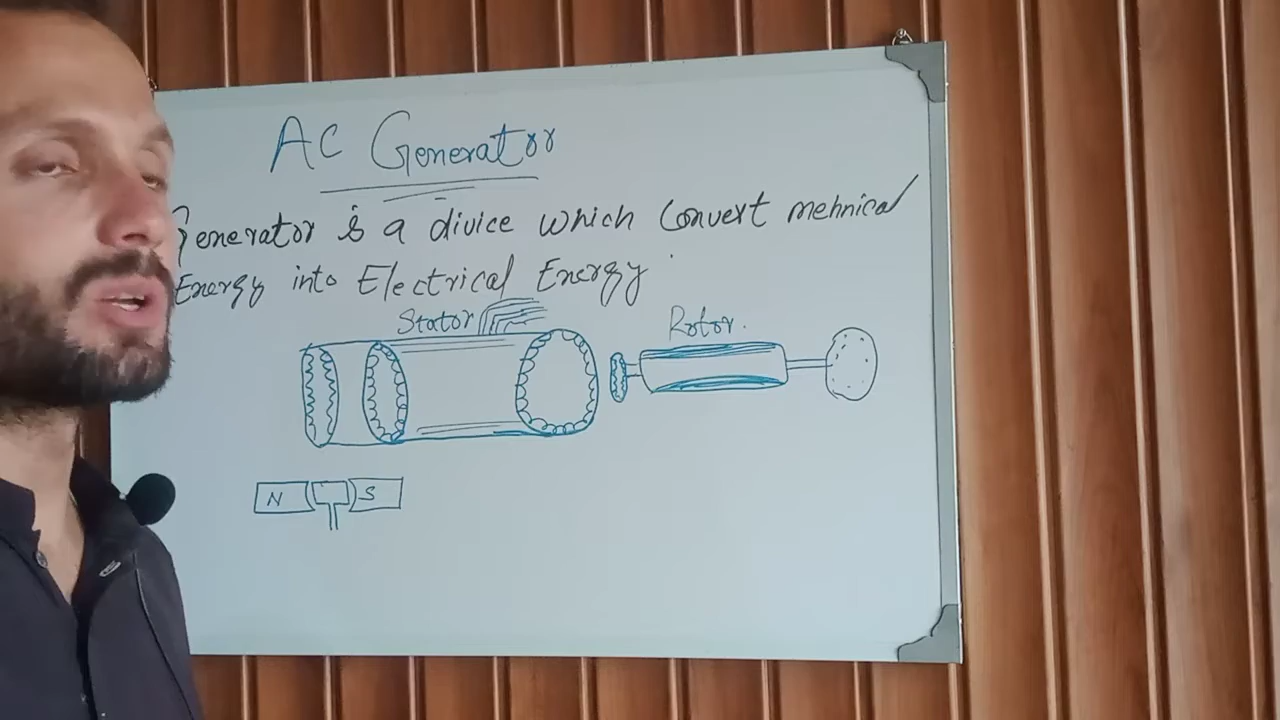 AC Generator
Generator is a divice which Convert mehnical
Energy into Electrical Energy
Stator
Rotor.
N S